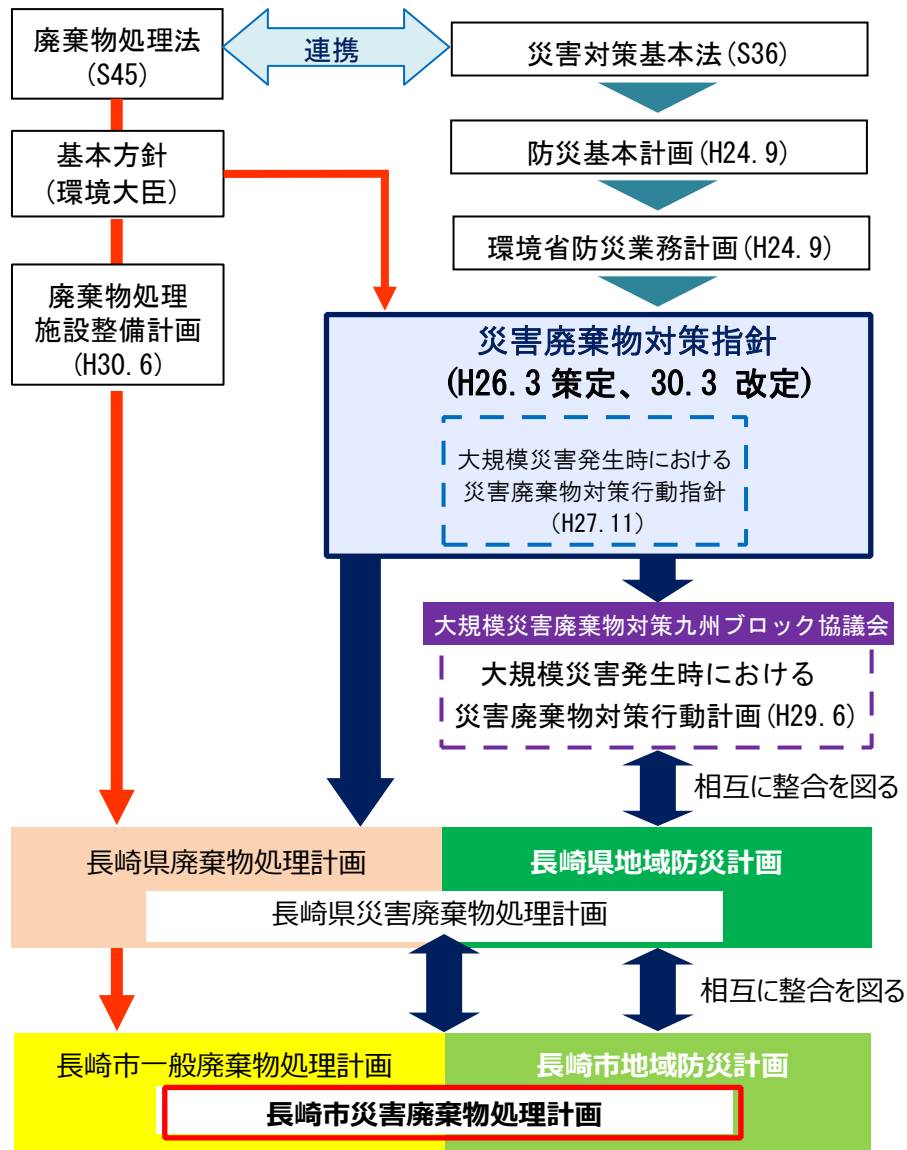 廃棄物処理法
(S45)
連携
災害対策基本法(S36)
基本方針
(環境大臣)
防災基本計画(H24.9)
環境省防災業務計画(H24.9)
廃棄物処理
施設整備計画
(H30.6)
災害廃棄物対策指針
(H26.3 策定、30.3 改定)
大規模災害発生時における
災害廃棄物対策行動指針
(H27.11)
大規模災害廃棄物対策九州ブロック協議会
大規模災害発生時における
災害廃棄物対策行動計画(H29.6)
相互に整合を図る
長崎県廃棄物処理計画
長崎県地域防災計画
長崎県災害廃棄物処理計画
相互に整合を図る
長崎市一般廃棄物処理計画
長崎市地域防災計画
長崎市災害廃棄物処理計画